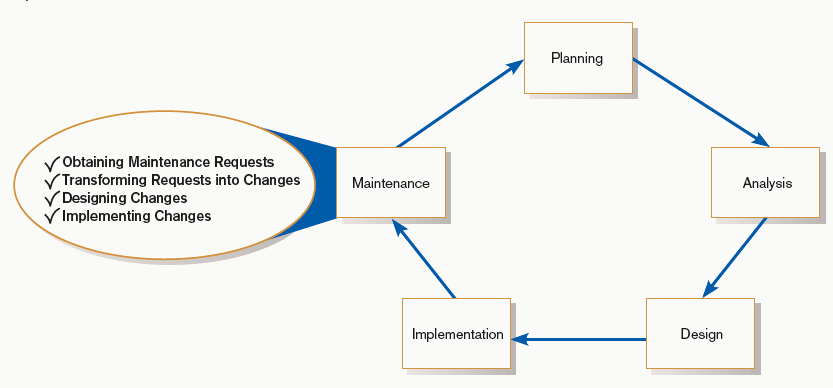 Planning
Obtaining Maintenance Requests
Transforming Requests into Changes
Designing Changes
Implementing Changes
Maintenance
Analysis
Implementation
Design